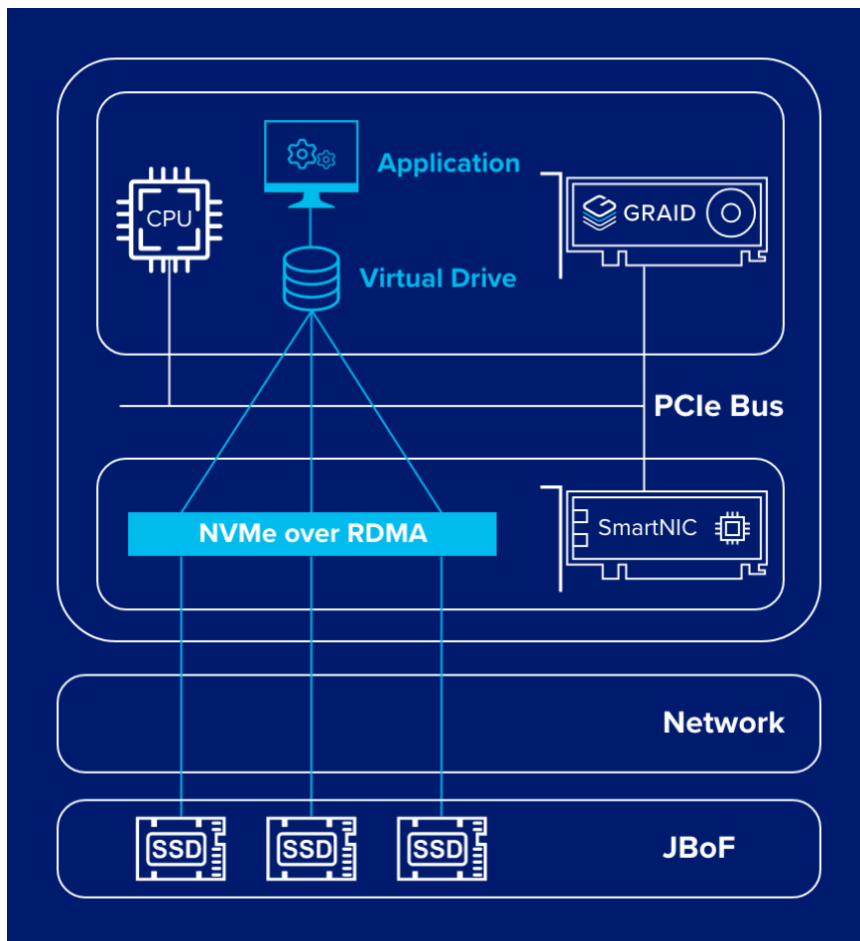 Application
CPU
GRAID
Virtual Drive
PCIe Bus
NVMe over RDMA
SmartNIC
Network
SSD
SSD
SSD
JBoF